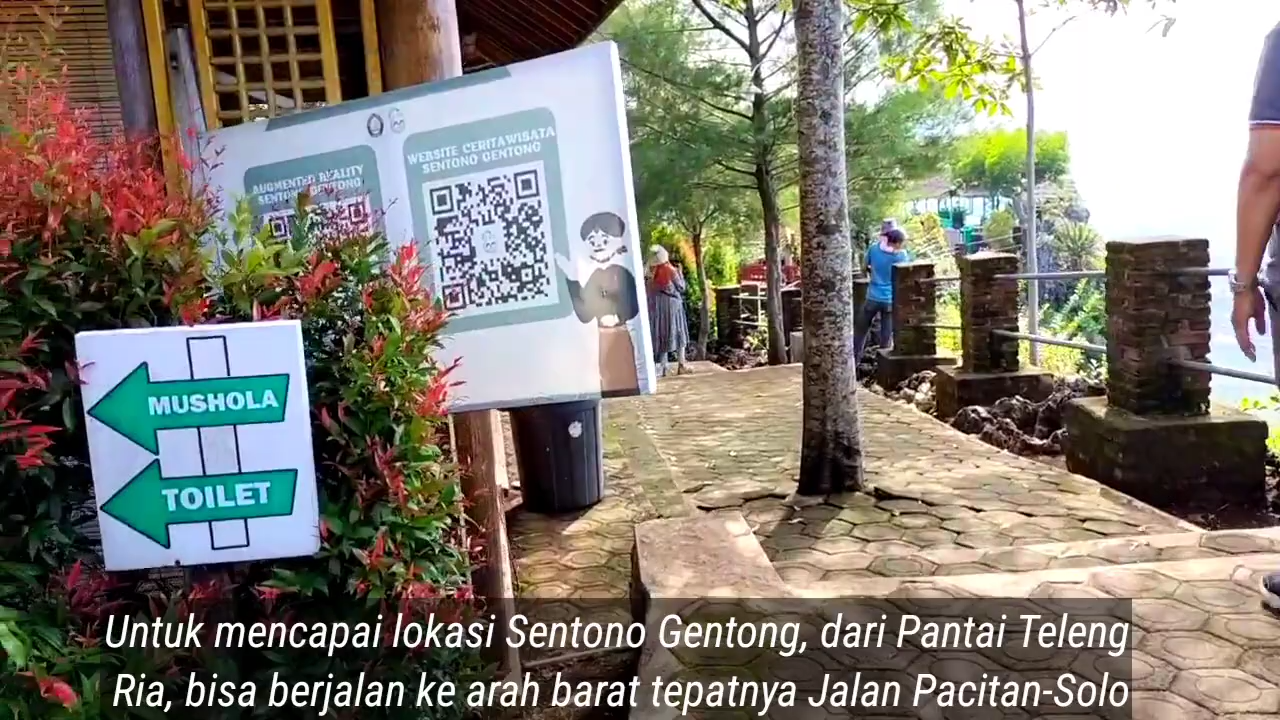 AUGMENTED REALITY
SENTONO GENTONG
WEBSITE CERITAWISATA
SENTONO GENTONG
MUSHOLA
TOILET
Untuk mencapai lokasi Sentono Gentong, dari Pantai Teleng
Ria, bisa berjalan ke arah barat tepatnya Jalan Pacitan-Solo